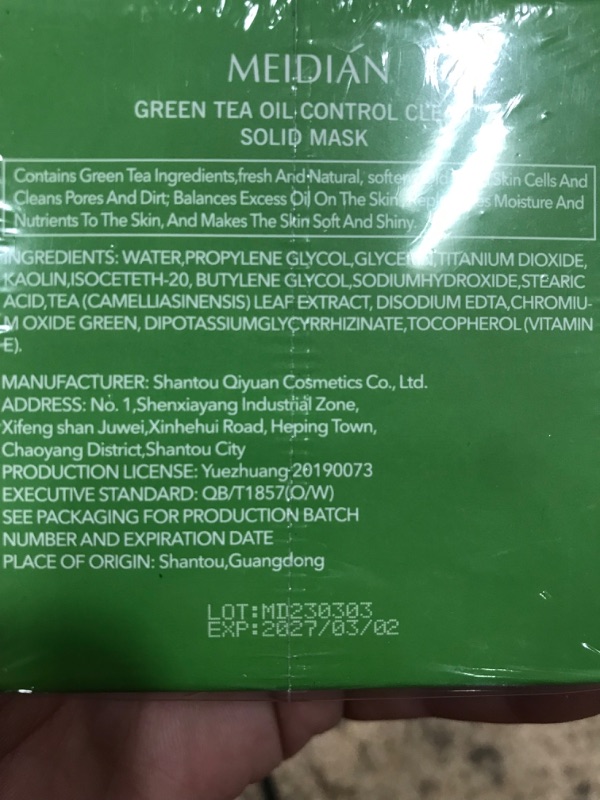 MEIDIAN
GREEN TEA OIL CONTROL
SOLID MASK
Contains Green Tea Ingredients,fresh And Natural, Skin Cells And
Cleans Pores And Dirt; Balances Excess Oil On The Skin Moisture And
Nutrients To The Skin, And Makes The Skin Soft And Shiny.
INGREDIENTS: WATER,PROPYLENE GLYCOL, TITANIUM DIOXIDE,
KAOLIN,ISOCETETH-20, BUTYLENE GLYCOL,SODIUMHYDROXIDE,STEARIC
ACID,TEA (CAMELLIASINENSIS) LEAF EXTRACT, DISODIUM EDTA,CHROMIU-
M OXIDE GREEN, DIPOTASSIUMGLYCYRRHIZINATE,TOCOPHEROL (VITAMIN
E).
MANUFACTURER: Shantou Qiyuan Cosmetics Co., Ltd.
ADDRESS: No. 1,Shenxiayang Industrial Zone,
Xifeng shan Juwei,Xinhehui Road, Heping Town,
Chaoyang District,Shantou City
PRODUCTION LICENSE: Yuezhuang 20190073
EXECUTIVE STANDARD: QB/T1857(O/W)
SEE PACKAGING FOR PRODUCTION BATCH
NUMBER AND EXPIRATION DATE
PLACE OF ORIGIN: Shantou,Guangdong
LOT:MD230303
EXP:2027/03/02